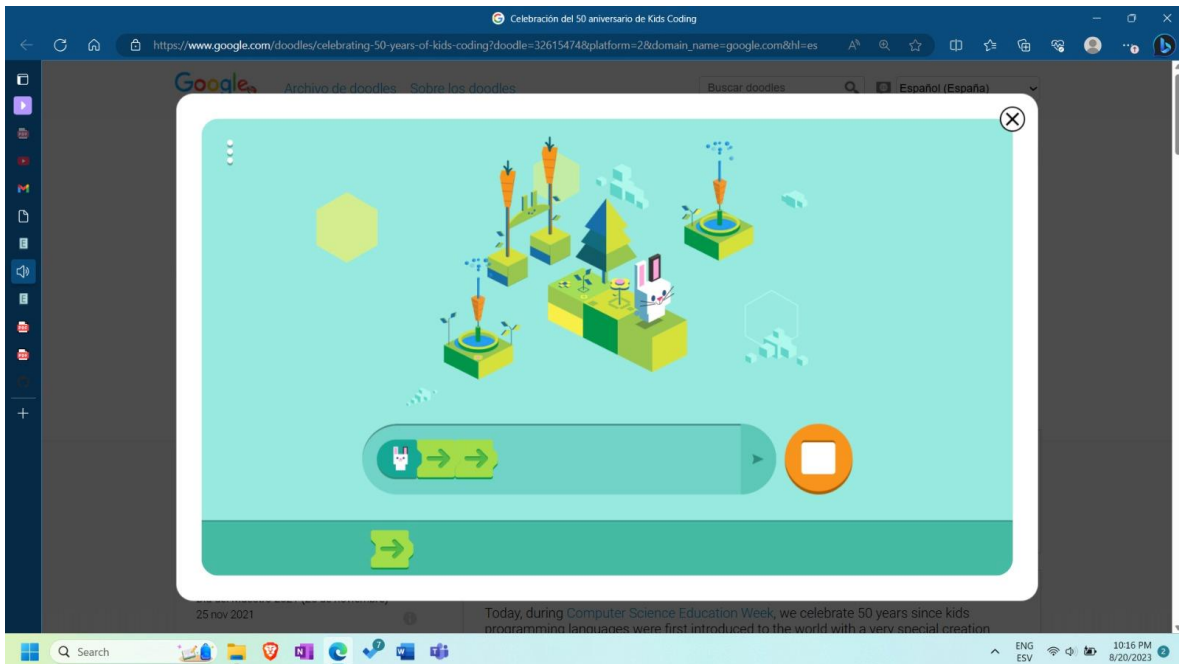 Celebración del 50 aniversario de Kids Coding
https://www.google.com/doodles/celebrating-50-years-of-kids-coding?doodle=32615474&platform=2&domain_name=google.com&hl=es
Google
Archivo de doodles
Sobre los doodles
Buscar doodles
Español (España)
25 nov 2021
Today, during Computer Science Education Week, we celebrate 50 years since kids
programming languages were first introduced to the world with a very special creation
Search
ENG
ESV
10:16 PM
8/20/2023
2